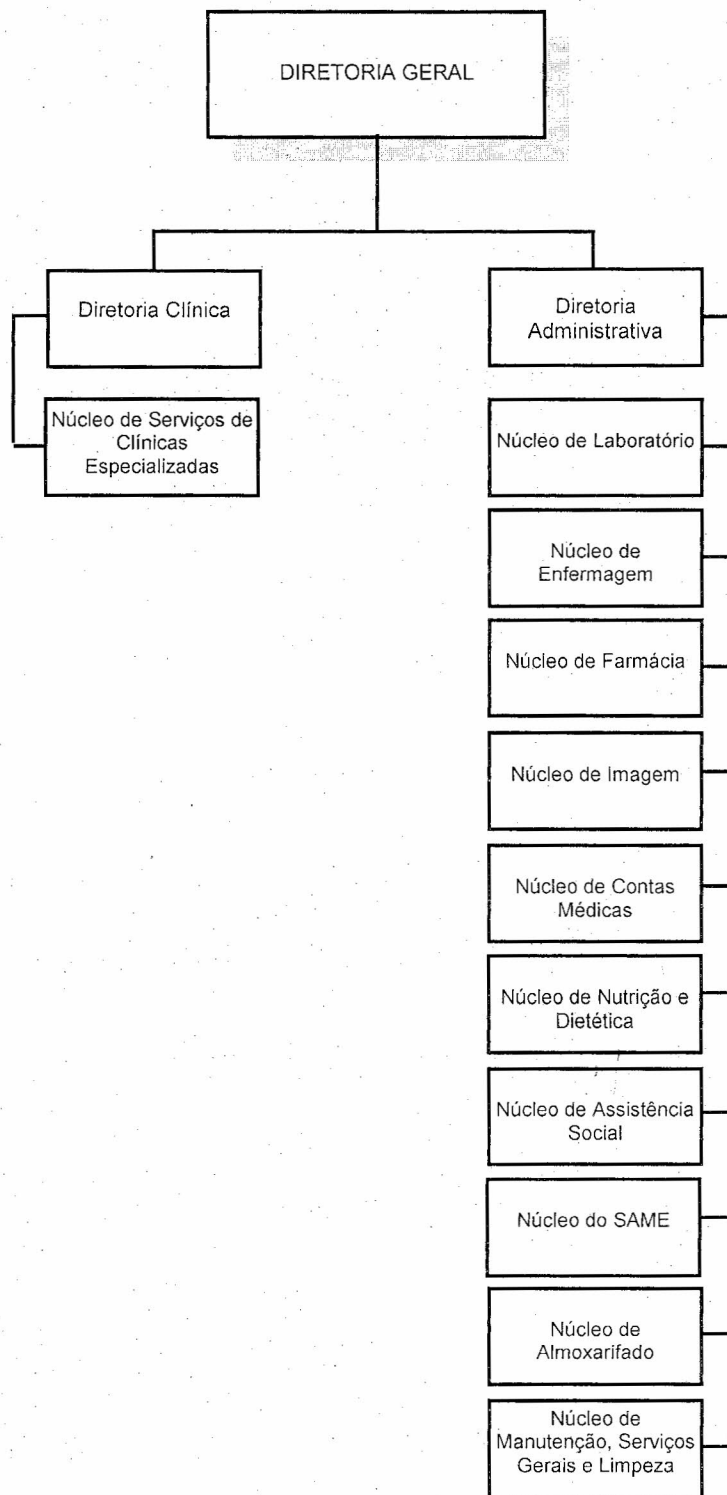 DIRETORIA GERAL
Diretoria Clínica
Núcleo de Serviços de
Clínicas
Especializadas
Diretoria
Administrativa
Núcleo de Laboratório
Núcleo de
Enfermagem
Núcleo de Farmácia
Núcleo de Imagem
Núcleo de Contas
Médicas
Núcleo de Nutrição e
Dietética
Núcleo de Assistência
Social
Núcleo do SAME
Núcleo de
Almoxarifado
Núcleo de
Manutenção, Serviços
Gerais e Limpeza